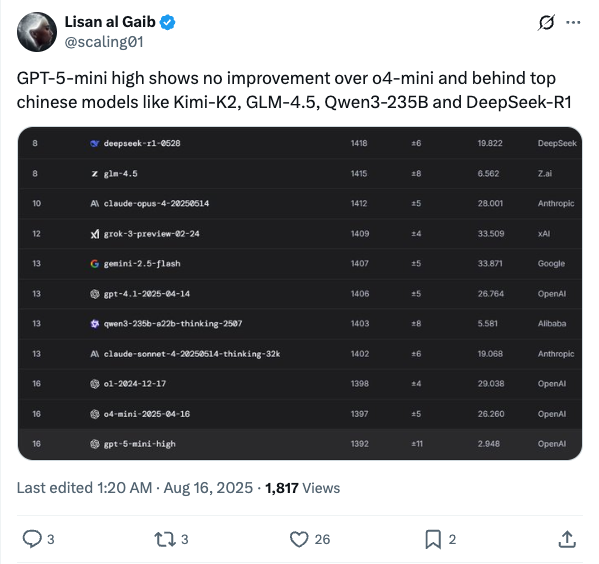 Lisan al Gaib
@scaling01
GPT-5-mini high shows no improvement over o4-mini and behind top
chinese models like Kimi-K2, GLM-4.5, Qwen3-235B and DeepSeek-R1
8 deepseek-r1-0528 1418 ±6 19.822 DeepSeek
8 glm-4.5 1415 ±8 6.562 Z.ai
10 claude-opus-4-20250514 1412 ±5 28.001 Anthropic
12 grok-3-preview-02-24 1409 ±4 33.509 xAI
13 gemini-2.5-flash 1407 ±5 33.871 Google
13 gpt-4.1-2025-04-14 1406 ±5 26.764 OpenAI
13 qwen3-235b-a22b-thinking-2507 1403 ±8 5.581 Alibaba
13 claude-sonnet-4-20250514-thinking-32k 1402 ±6 19.068 Anthropic
16 o1-2024-12-17 1398 ±4 29.038 OpenAI
16 o4-mini-2025-04-16 1397 ±5 26.260 OpenAI
16 gpt-5-mini-high 1392 ±11 2.948 OpenAI
Last edited 1:20 AM · Aug 16, 2025 · 1,817 Views
3 3 26 2